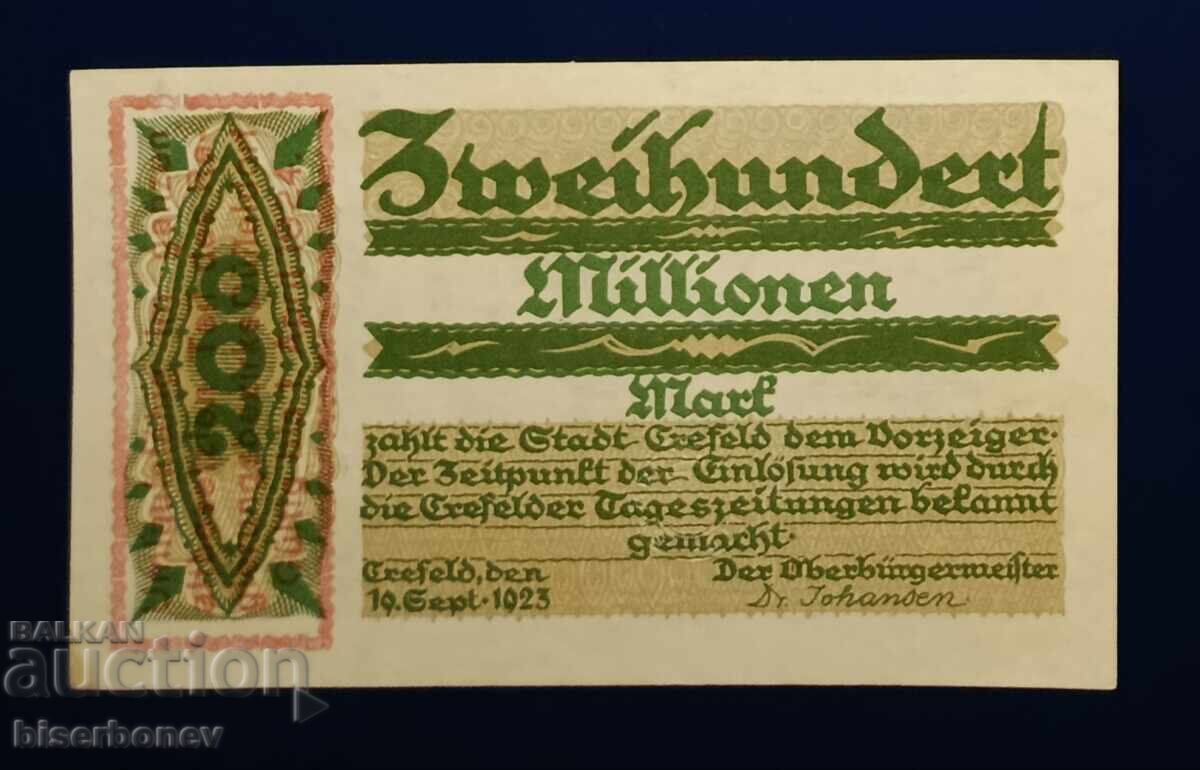 200
Zweihundert
Millionen
Mark
zahlt die Stadt Crefeld dem Vorzeiger.
Der Zeitpunkt der Einlösung wird durch
die Crefelder Tageszeitungen bekannt
gemacht.
Crefeld, den
19. Sept. 1923
Der Oberbürgermeister
Dr. Johansen.
BALKAN
auction
biserbonev